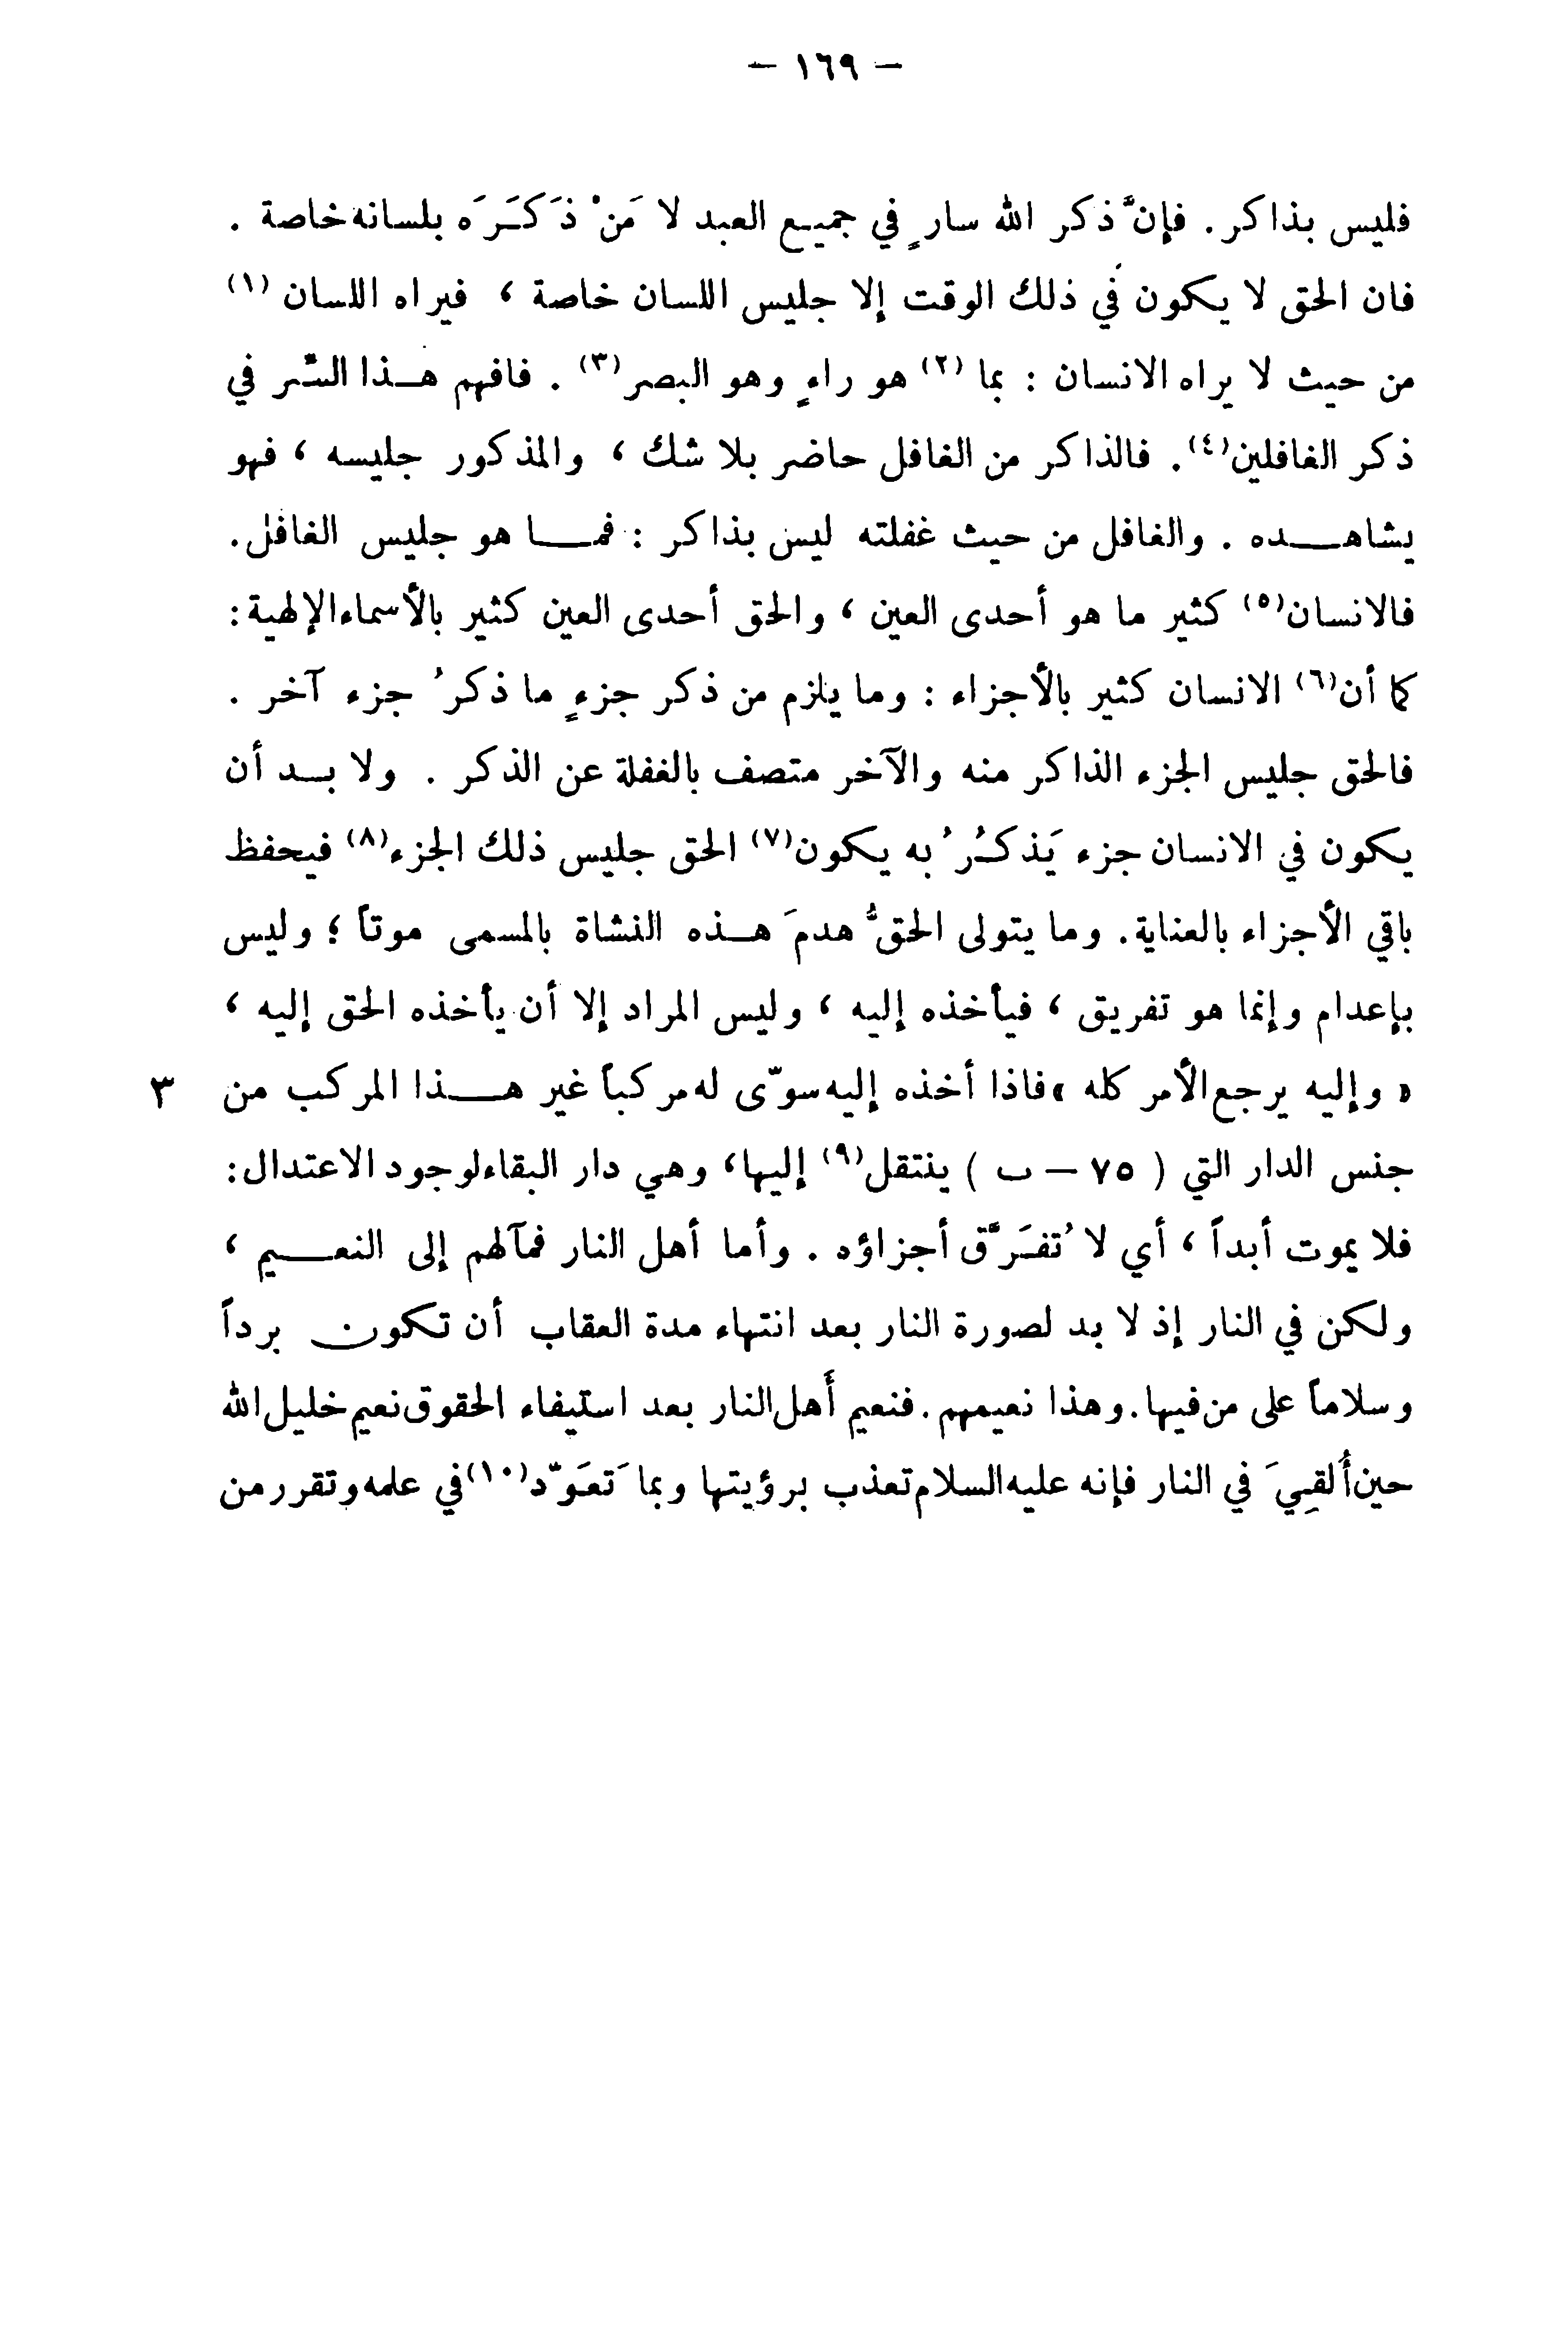 – ١٦٩ –
فليس بذاكر. فإنَّ ذكر الله سارٍ في جميع العبد لا مَنْ ذَكَرَه بلسانه خاصة .
فان الحق لا يكون في ذلك الوقت إلا جليس اللسان خاصة ، فيراه اللسان (١)
من حيث لا يراه الانسان : بما (٢) هو راءٍ وهو البصر(٣) . فافهم هذا السّر في
ذكر الغافلين(٤). فالذاكر من الغافل حاضر بلا شك ، والمذكور جليسه ، فهو
يشاهده . والغافل من حيث غفلته ليس بذاكر : فما هو جليس الغافل.
فالانسان(٥) كثير ما هو أحدى العين ، والحق أحدى العين كثير بالأسماء الإلهية :
كما أن(٦) الانسان كثير بالأجزاء : وما يلزم من ذكر جزءٍ ما ذكرُ جزء آخر .
فالحق جليس الجزء الذاكر منه والآخر متصف بالغفلة عن الذكر . ولا بد أن
يكون في الانسان جزء يَذكُرُ به يكون(٧) الحق جليس ذلك الجزء(٨) فيحفظ
باقي الأجزاء بالعناية. وما يتولى الحقُّ هدمَ هذه النشاة بالمسمى موتاً ؛ وليس
بإعدام وإنما هو تفريق ، فيأخذه إليه ، وليس المراد إلا أن يأخذه الحق إليه ،
« وإليه يرجع الأمر كله » فاذا أخذه إليه سوّى له مركباً غير هذا المركب من ٣
جنس الدار التي ( ٧٥ – ب ) ينتقل(٩) إليها، وهي دار البقاء لوجود الاعتدال :
فلا يموت أبداً ، أي لا تُفَرَّق أجزاؤه . وأما أهل النار فمآلهم إلى النعيم ،
ولكن في النار إذ لا بد لصورة النار بعد انتهاء مدة العقاب أن تكون برداً
وسلاماً على من فيها. وهذا نعيمهم. فنعيم أهل النار بعد استيفاء الحقوق نعيم خليل الله
حين أُلقِيَ في النار فإنه عليه السلام تعذب برؤيتها وبما تَعَوّد(١٠) في علمه وتقرر من